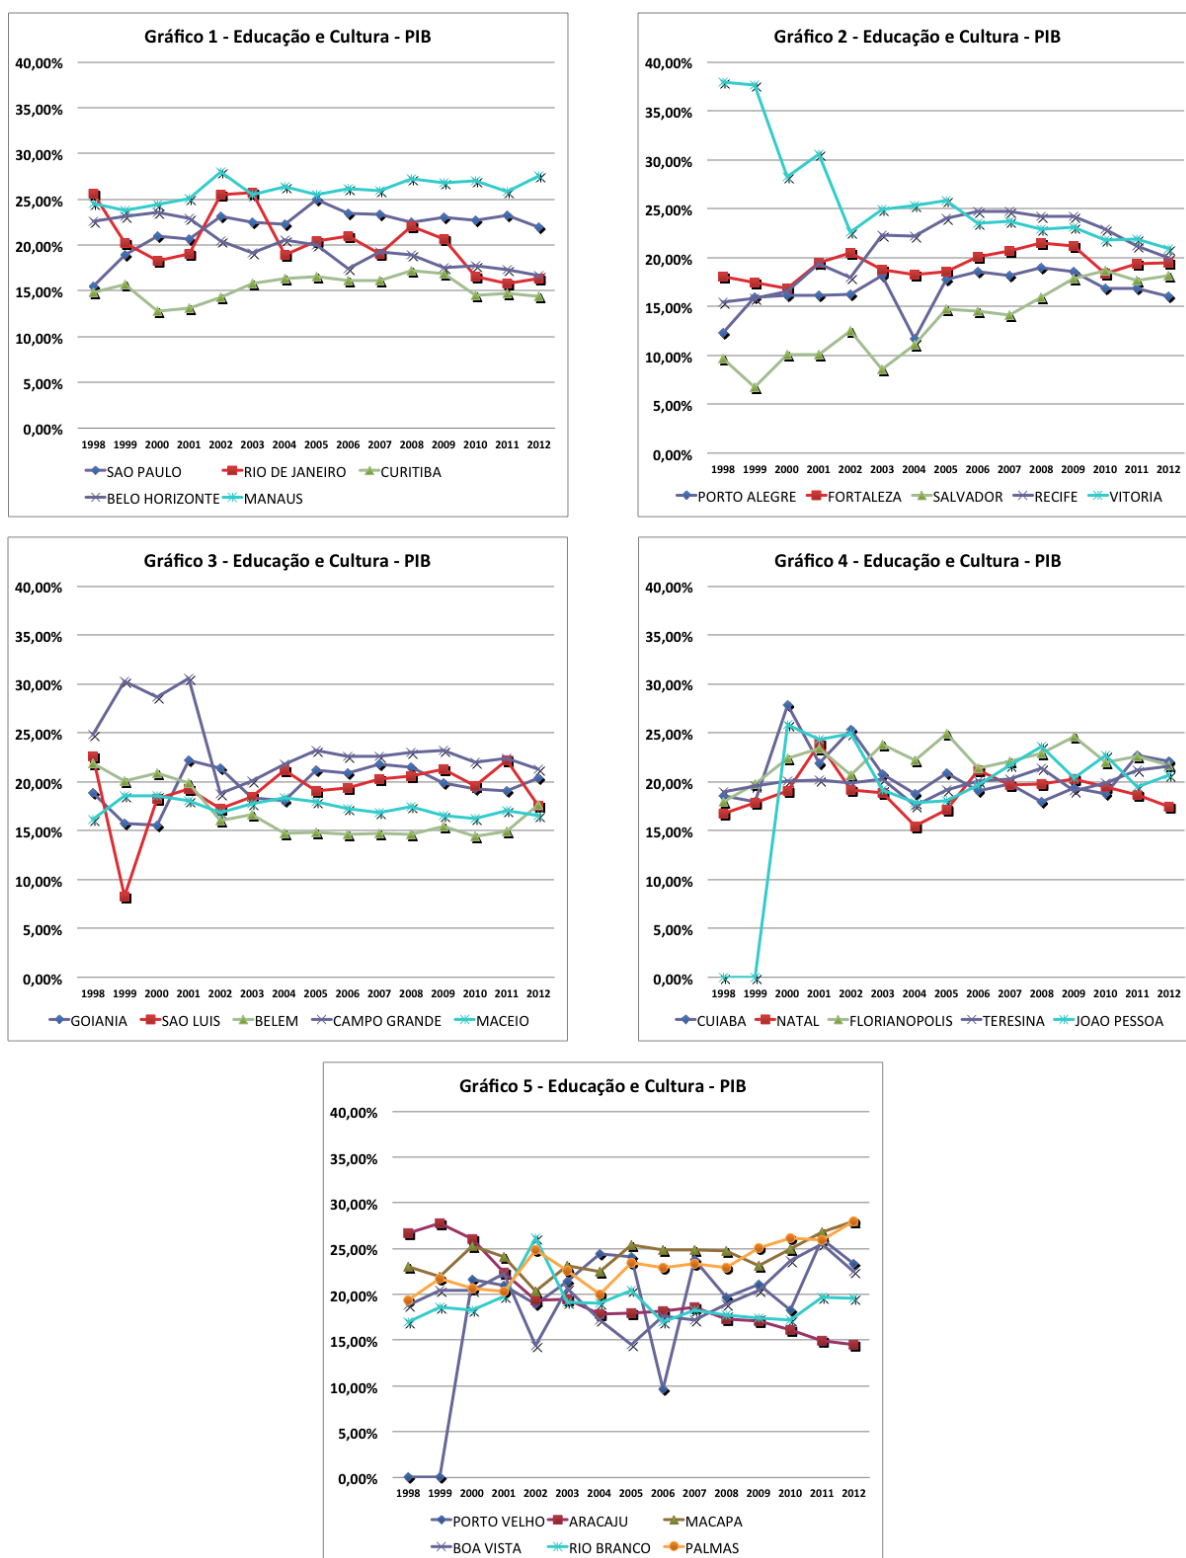 Gráfico 1 - Educação e Cultura - PIB
40,00%
35,00%
30,00%
25,00%
20,00%
15,00%
10,00%
5,00%
0,00%
1998 1999 2000 2001 2002 2003 2004 2005 2006 2007 2008 2009 2010 2011 2012
SAO PAULO RIO DE JANEIRO CURITIBA
BELO HORIZONTE MANAUS
Gráfico 2 - Educação e Cultura - PIB
40,00%
35,00%
30,00%
25,00%
20,00%
15,00%
10,00%
5,00%
0,00%
1998 1999 2000 2001 2002 2003 2004 2005 2006 2007 2008 2009 2010 2011 2012
PORTO ALEGRE FORTALEZA SALVADOR RECIFE VITORIA
Gráfico 3 - Educação e Cultura - PIB
40,00%
35,00%
30,00%
25,00%
20,00%
15,00%
10,00%
5,00%
0,00%
1998 1999 2000 2001 2002 2003 2004 2005 2006 2007 2008 2009 2010 2011 2012
GOIANIA SAO LUIS BELEM CAMPO GRANDE MACEIO
Gráfico 4 - Educação e Cultura - PIB
40,00%
35,00%
30,00%
25,00%
20,00%
15,00%
10,00%
5,00%
0,00%
1998 1999 2000 2001 2002 2003 2004 2005 2006 2007 2008 2009 2010 2011 2012
CUIABA NATAL FLORIANOPOLIS TERESINA JOAO PESSOA
Gráfico 5 - Educação e Cultura - PIB
40,00%
35,00%
30,00%
25,00%
20,00%
15,00%
10,00%
5,00%
0,00%
1998 1999 2000 2001 2002 2003 2004 2005 2006 2007 2008 2009 2010 2011 2012
PORTO VELHO ARACAJU MACAPA
BOA VISTA RIO BRANCO PALMAS